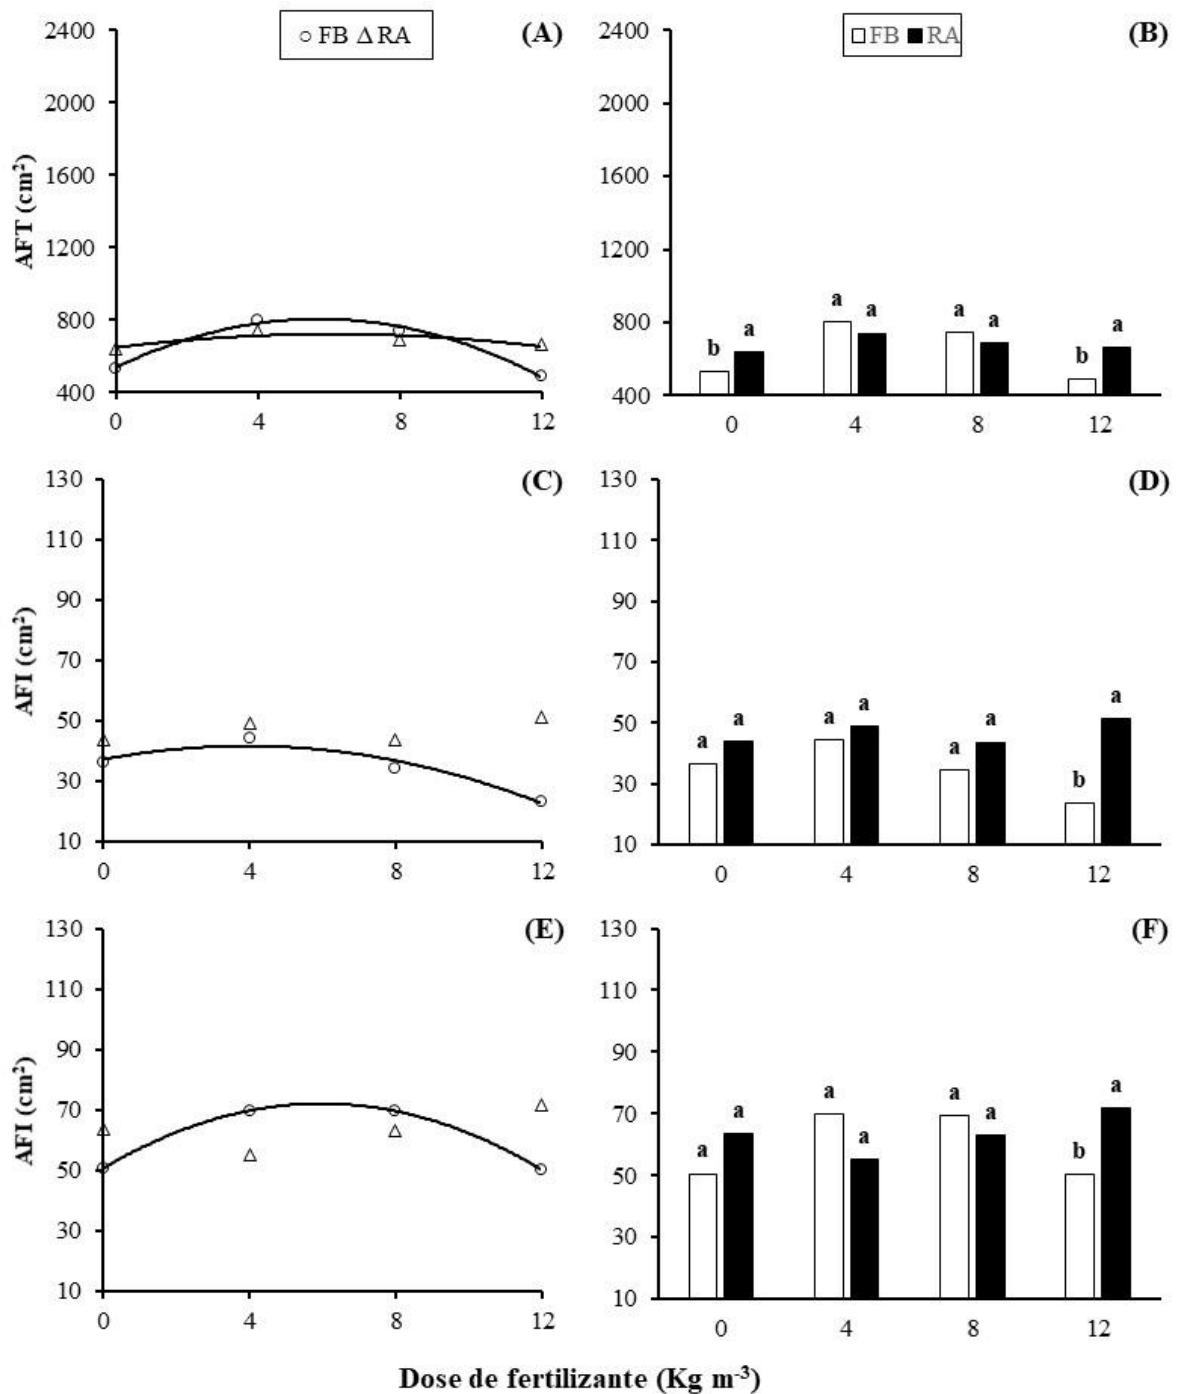 ○ FB Δ RA
(A)
2400
2000
1600
1200
800
400
AFT (cm²)
0 4 8 12
□ FB ■ RA
(B)
2400
2000
1600
1200
800
400
b a a a a a b a
0 4 8 12
(C)
130
110
90
70
50
30
10
AFI (cm²)
0 4 8 12
(D)
130
110
90
70
50
30
10
a a a a a a b a
0 4 8 12
(E)
130
110
90
70
50
30
10
AFI (cm²)
0 4 8 12
(F)
130
110
90
70
50
30
10
a a a a a a b a
0 4 8 12
Dose de fertilizante (Kg m⁻³)